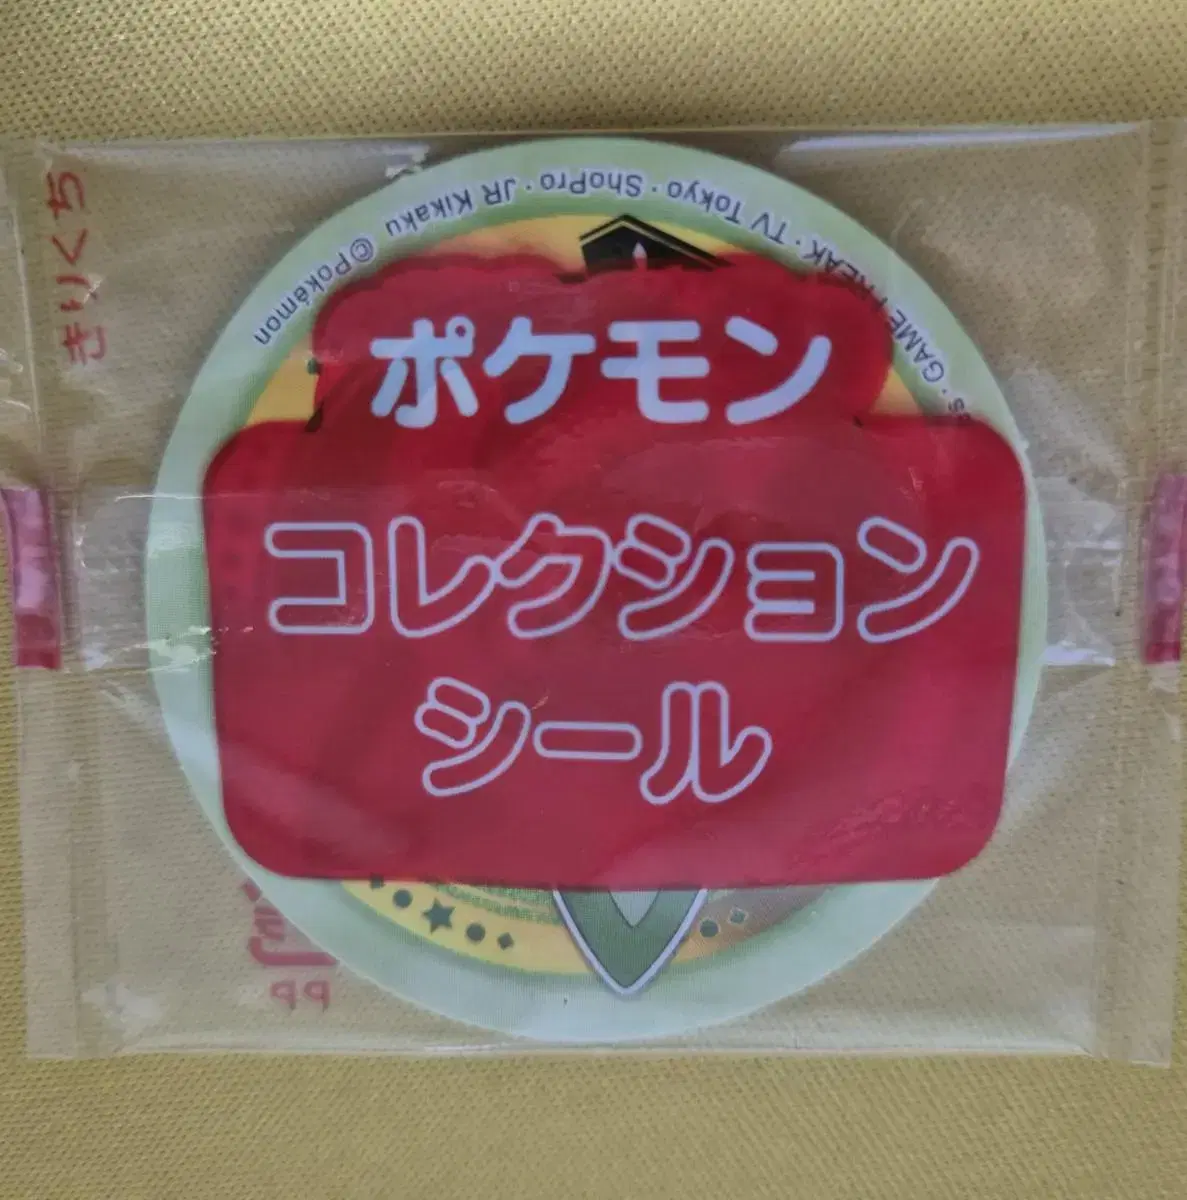 きりくち
©Pokémon
JR Kikaku · ShoPro · TV Tokyo · GAME FREAK ·
ポケモン
コレクション
シール
99